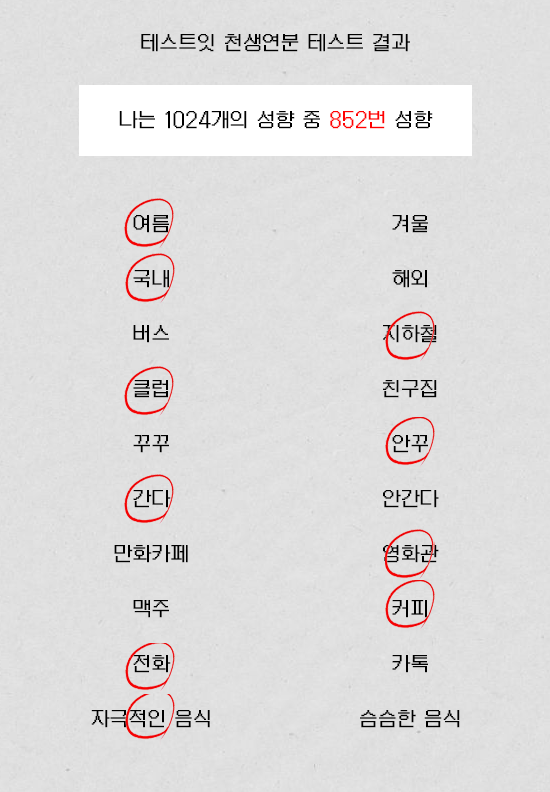 테스트잇 천생연분 테스트 결과
나는 1024개의 성향 중 852번 성향
여름 겨울
국내 해외
버스 지하철
클럽 친구집
꾸꾸 안꾸
간다 안간다
만화카페 영화관
맥주 커피
전화 카톡
자극적인 음식 슴슴한 음식